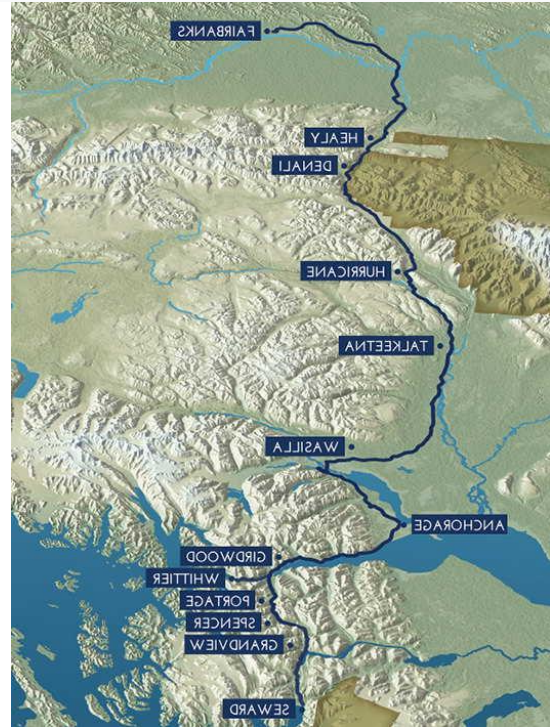 FAIRBANKS
HEALY
DENALI
HURRICANE
TALKEETNA
WASILLA
ANCHORAGE
GIRDWOOD
WHITTIER
PORTAGE
SPENCER
GRANDVIEW
SEWARD